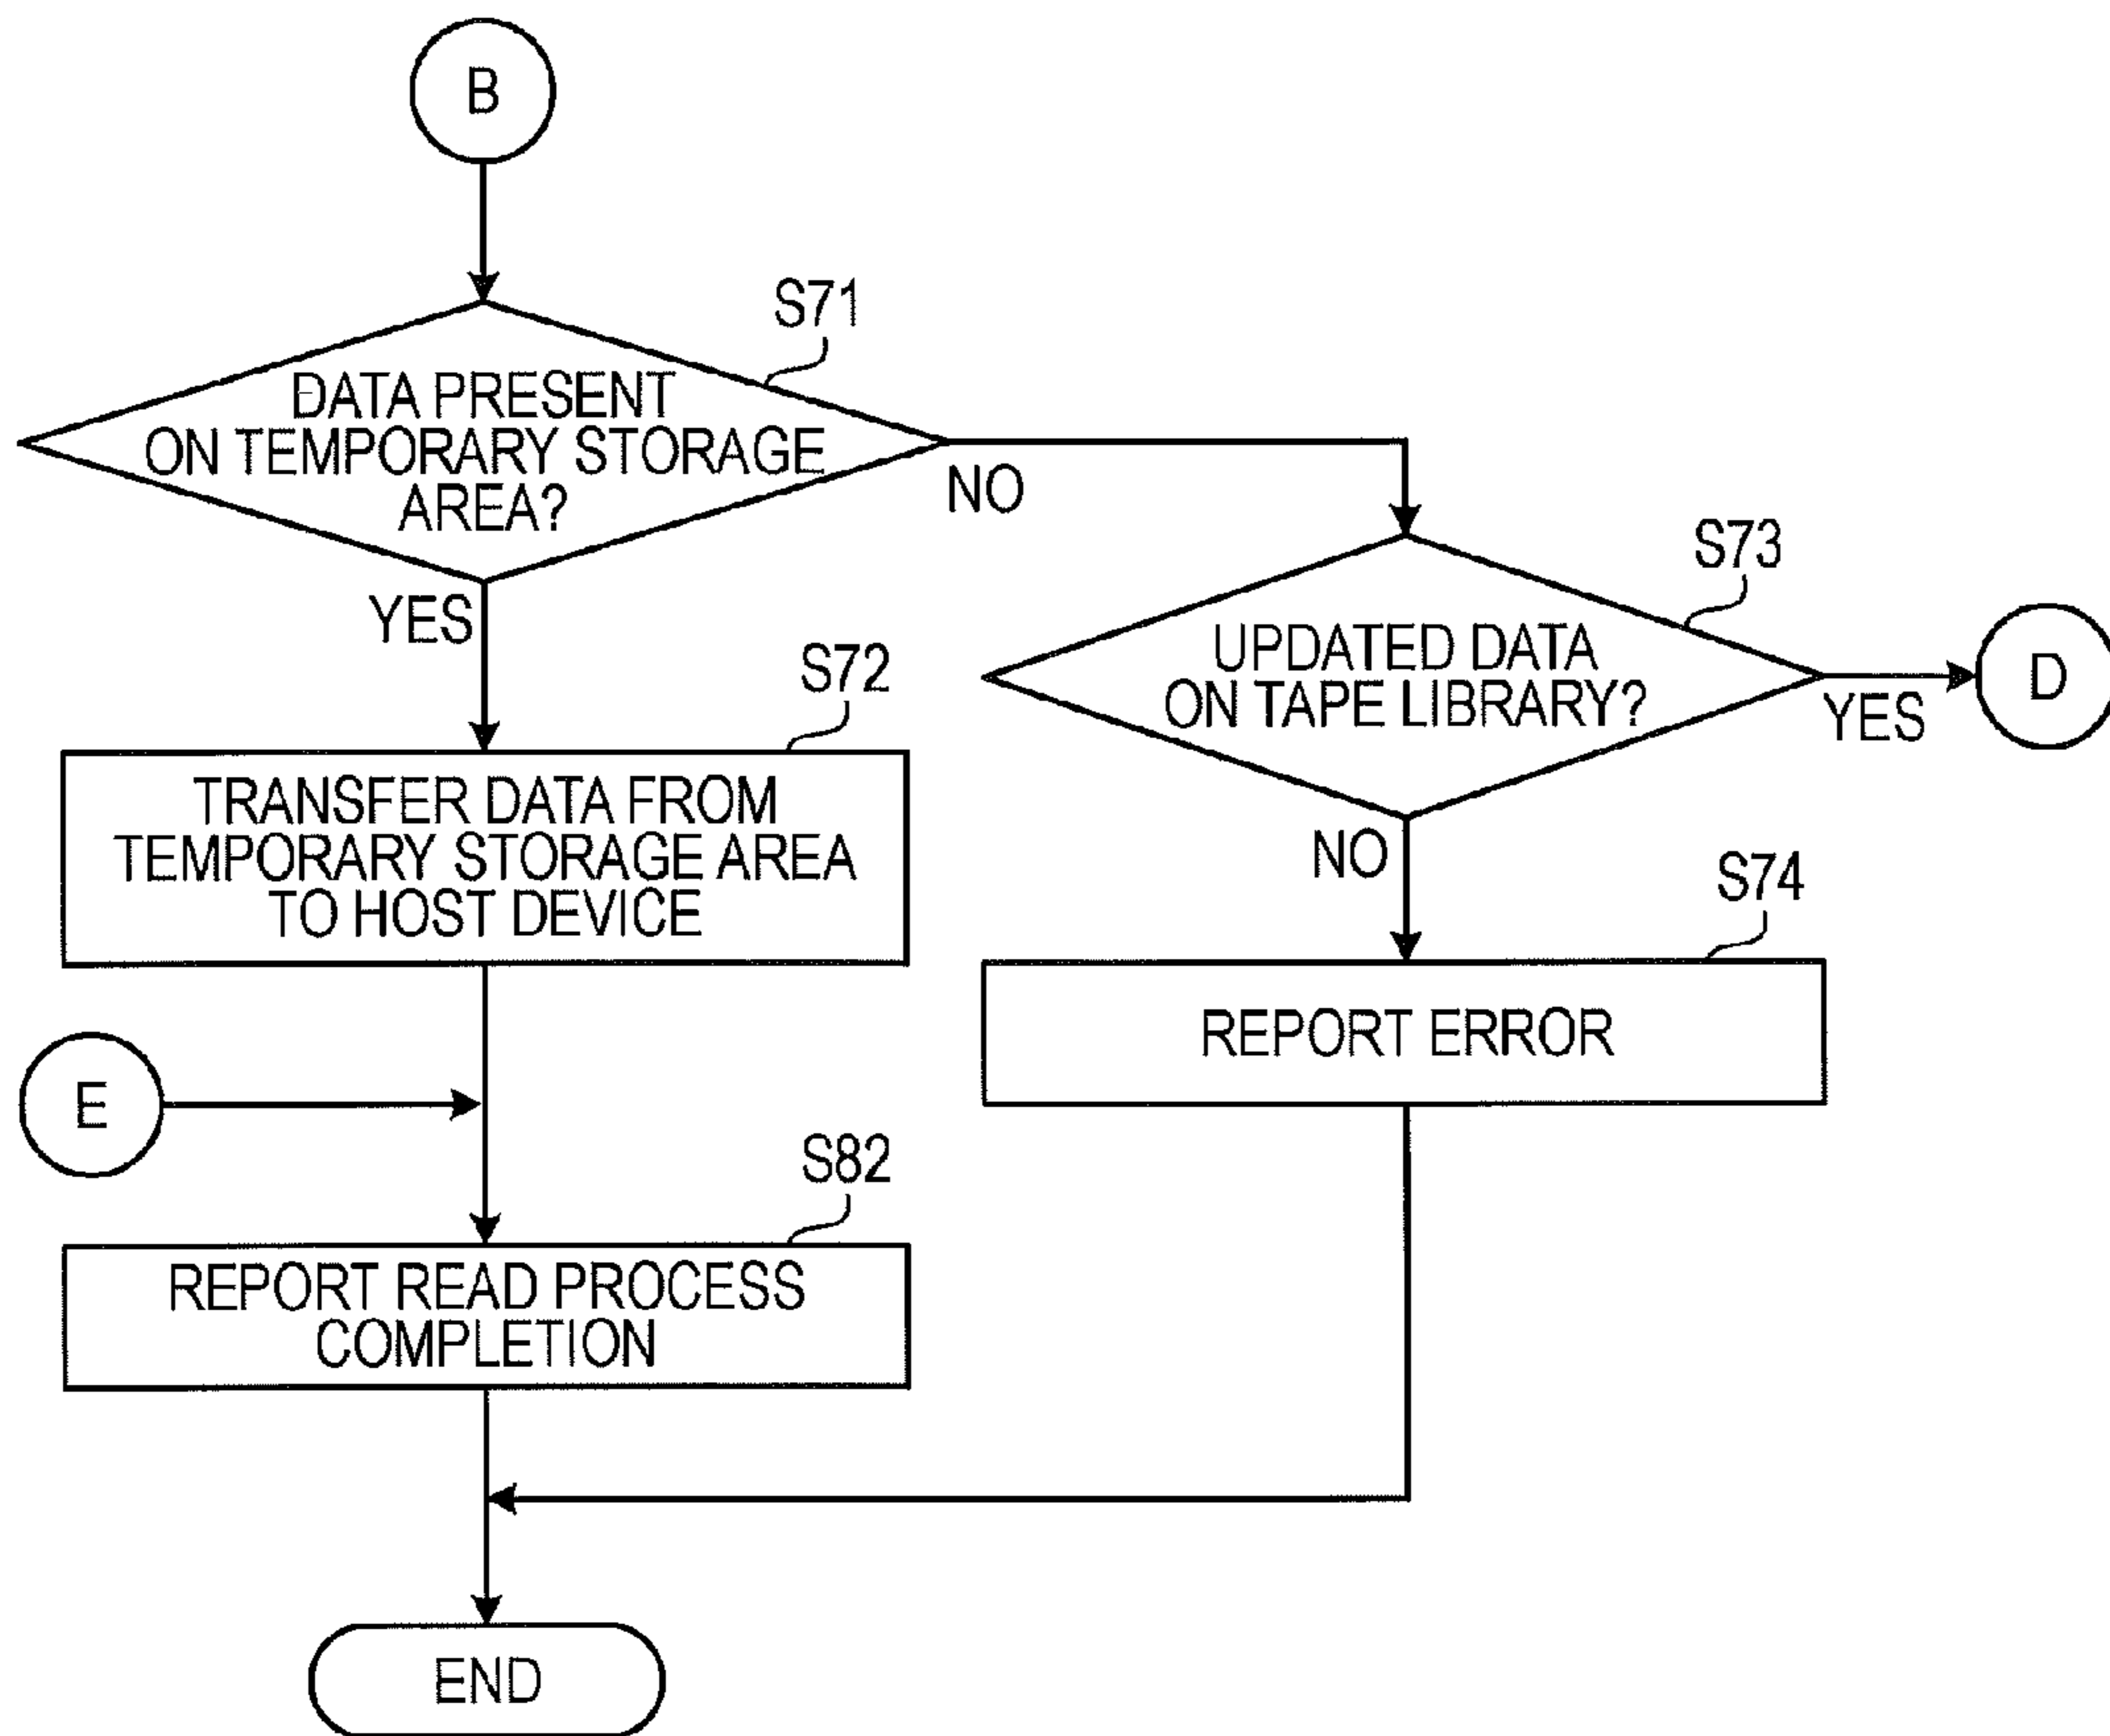 B
S71
DATA PRESENT
ON TEMPORARY STORAGE
AREA?
NO
YES
S73
UPDATED DATA
ON TAPE LIBRARY?
YES
D
S72
TRANSFER DATA FROM
TEMPORARY STORAGE AREA
TO HOST DEVICE
NO
S74
REPORT ERROR
E
S82
REPORT READ PROCESS
COMPLETION
END